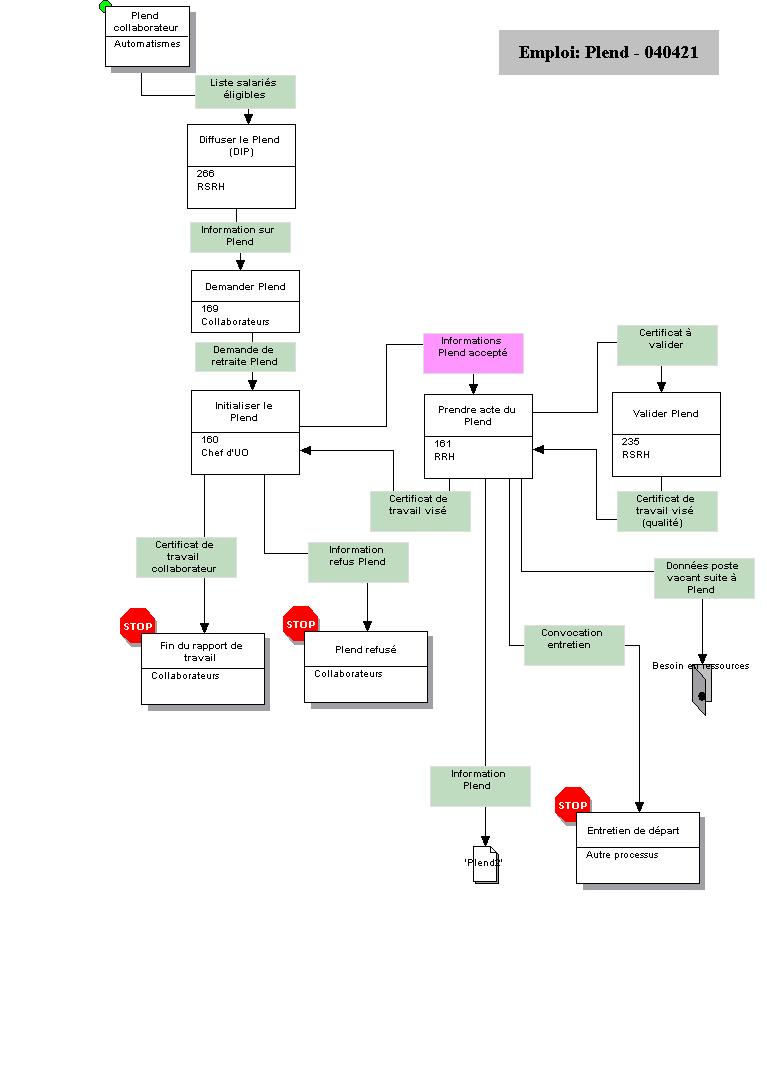 Plend
collaborateur
Automatismes
Emploi: Plend - 040421
Liste salariés
éligibles
Diffuser le Plend
(DIP)
266
RSRH
Information sur
Plend
Demander Plend
169
Collaborateurs
Demande de
retraite Plend
Informations
Plend accepté
Certificat à
valider
Initialiser le
Plend
160
Chef d'UO
Prendre acte du
Plend
161
RRH
Valider Plend
235
RSRH
Certificat de
travail visé
Certificat de
travail visé
(qualité)
Certificat de
travail
collaborateur
Information
refus Plend
Données poste
vacant suite à
Plend
STOP
Fin du rapport de
travail
Collaborateurs
STOP
Plend refusé
Collaborateurs
Convocation
entretien
Besoin en ressources
Information
Plend
'Plend2'
STOP
Entretien de départ
Autre processus